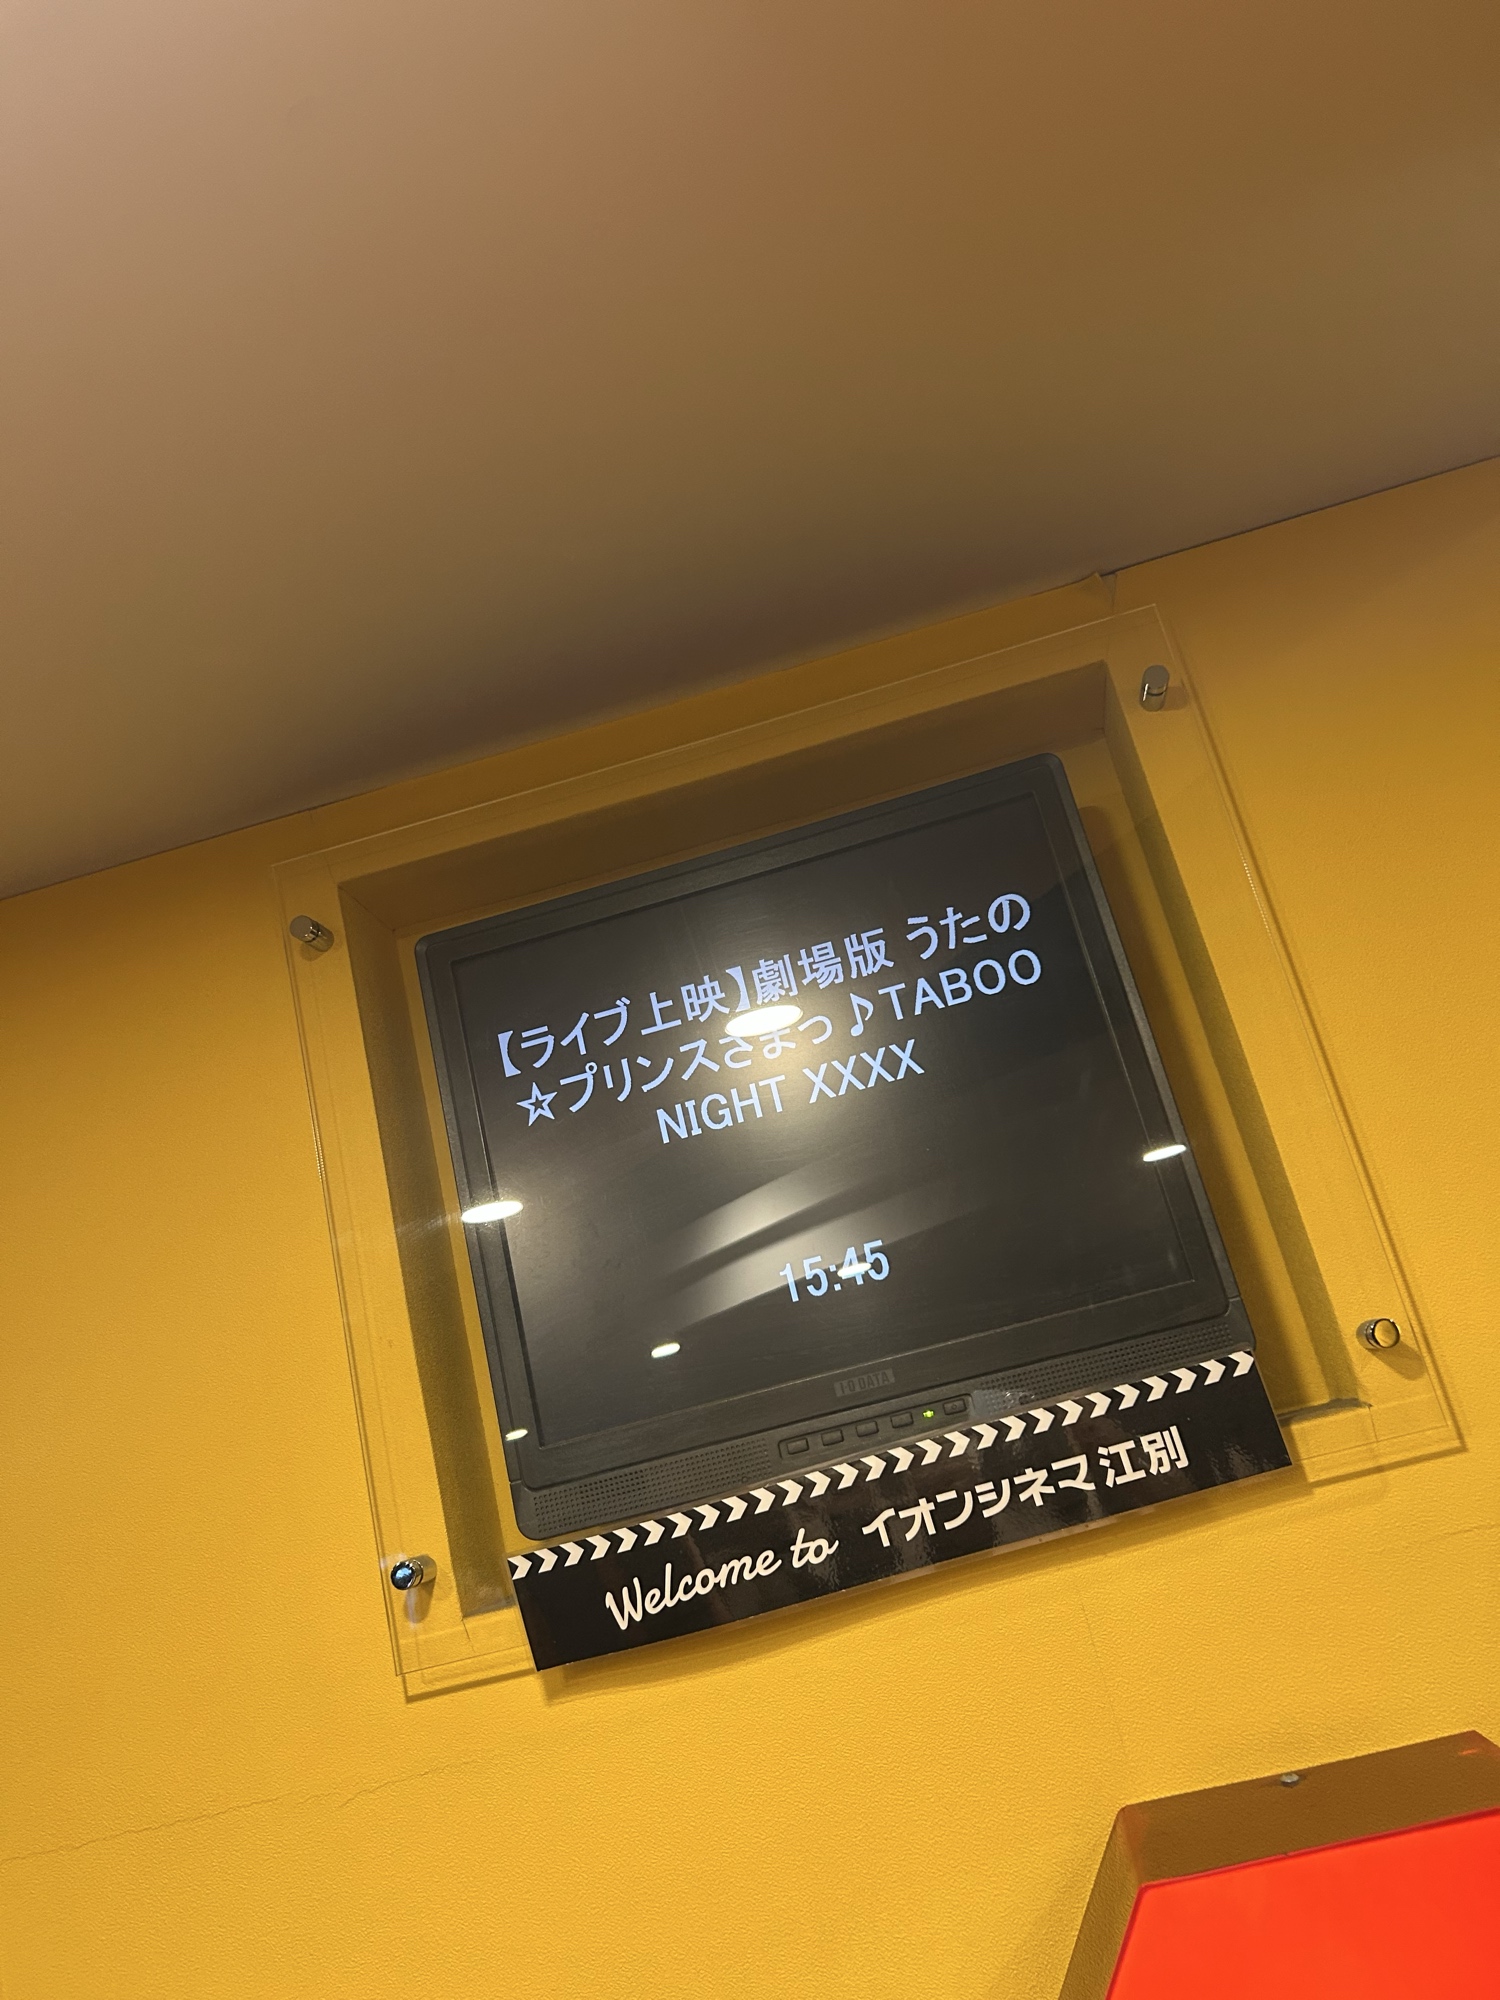 【ライブ上映】劇場版 うたの
☆プリンスさまっ♪TABOO
NIGHT XXXX
15:45
I-O DATA
Welcome to イオンシネマ江別